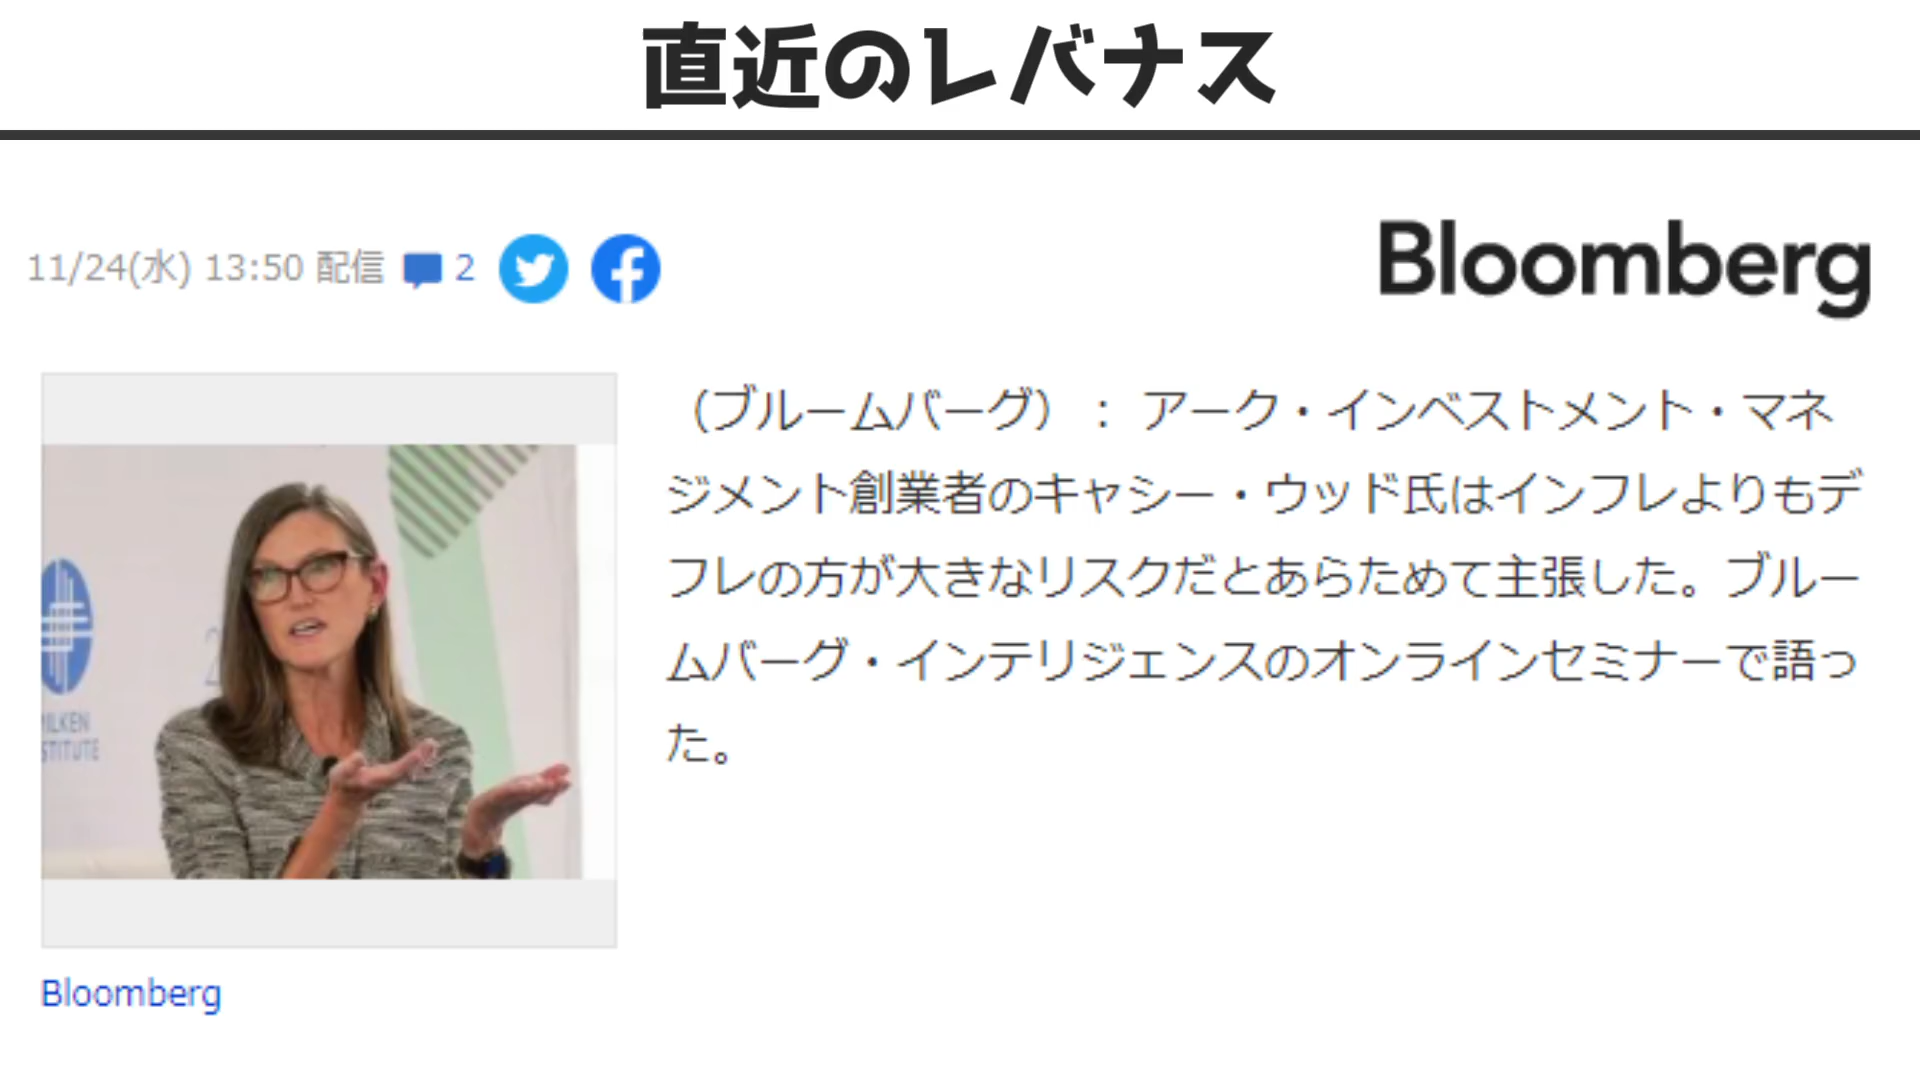 直近のレバナス
11/24(水) 13:50 配信 2
Bloomberg
(ブルームバーグ) : アーク・インベストメント・マネ
ジメント創業者のキャシー・ウッド氏はインフレよりもデ
フレの方が大きなリスクだとあらためて主張した。ブルー
ムバーグ・インテリジェンスのオンラインセミナーで語っ
た。
ILKEN
STITUTE
Bloomberg